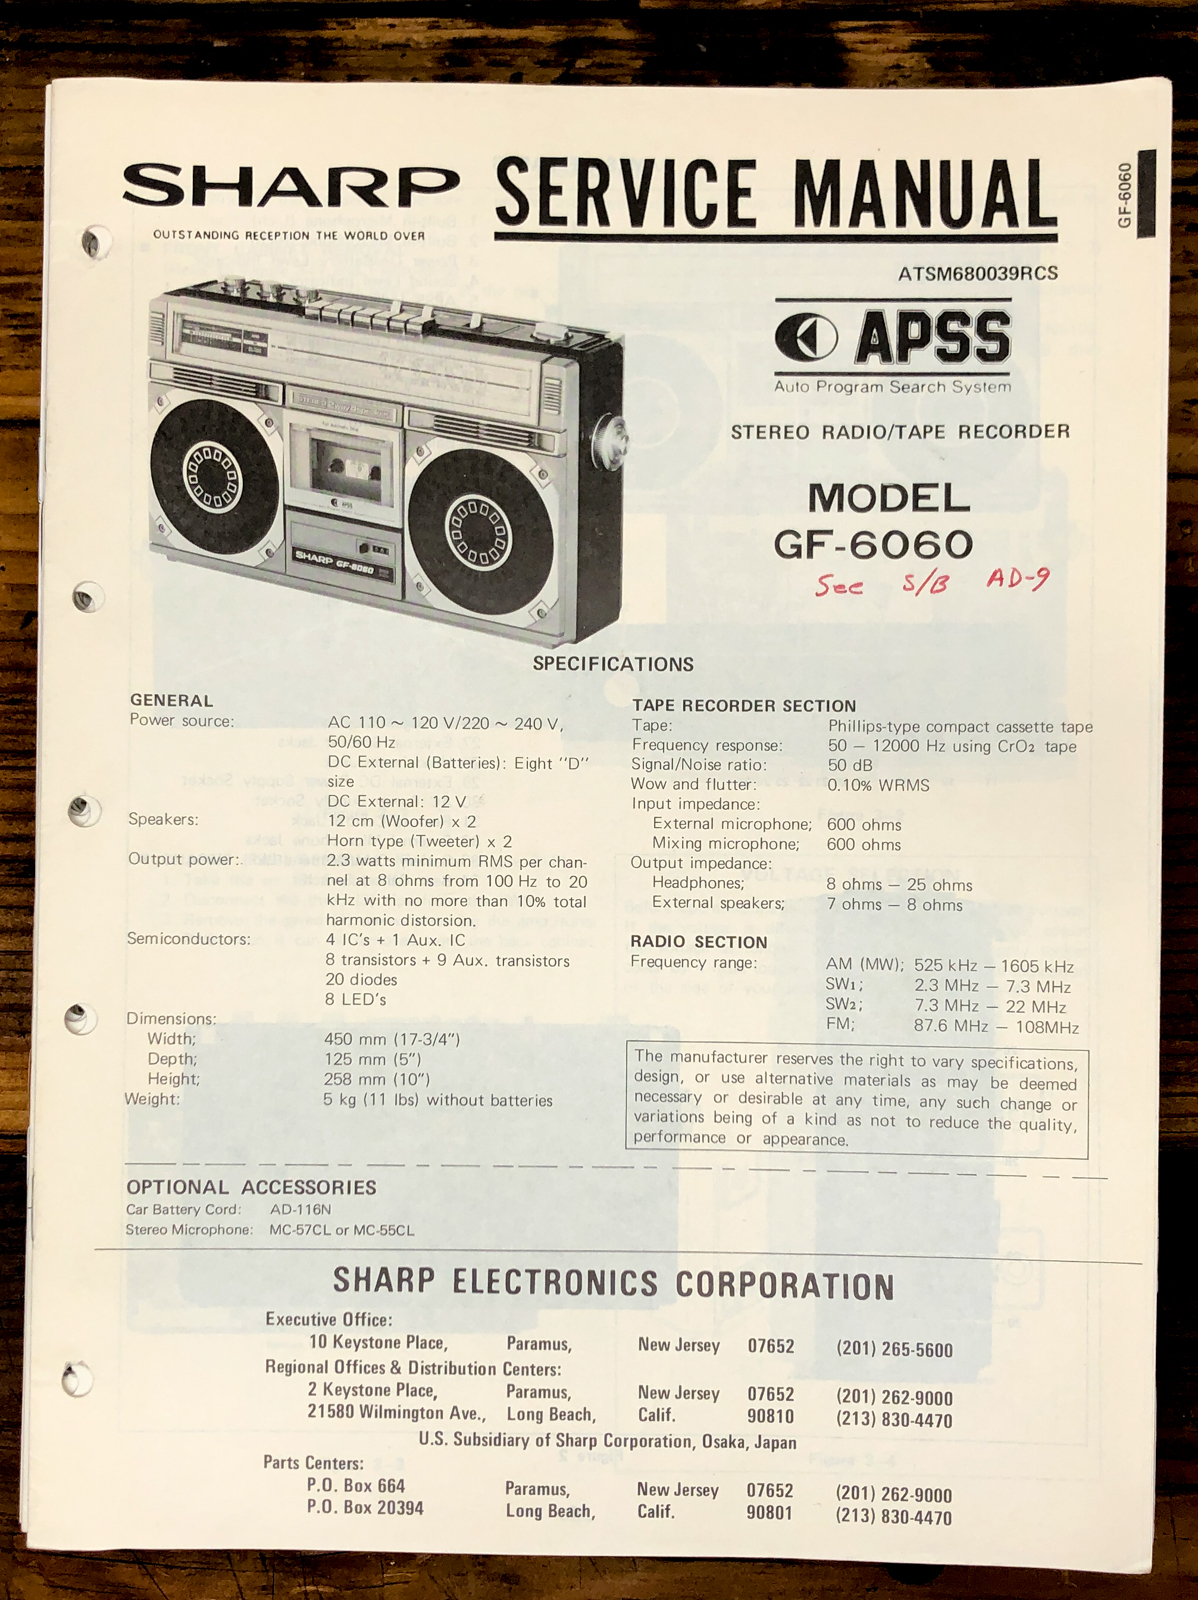 SHARP SERVICE MANUAL
OUTSTANDING RECEPTION THE WORLD OVER
GF-6060
ATSM680039RCS
APSS
Auto Program Search System
STEREO RADIO/TAPE RECORDER
MODEL
GF-6060
See S/B AD-9
APSS
SHARP GF-6060
SPECIFICATIONS
GENERAL
Power source: AC 110 ~ 120 V/220 ~ 240 V,
50/60 Hz
DC External (Batteries): Eight "D"
size
DC External: 12 V
Speakers: 12 cm (Woofer) x 2
Horn type (Tweeter) x 2
Output power: 2.3 watts minimum RMS per chan-
nel at 8 ohms from 100 Hz to 20
kHz with no more than 10% total
harmonic distorsion.
Semiconductors: 4 IC's + 1 Aux. IC
8 transistors + 9 Aux. transistors
20 diodes
8 LED's
Dimensions:
Width; 450 mm (17-3/4")
Depth; 125 mm (5")
Height; 258 mm (10")
Weight: 5 kg (11 lbs) without batteries
TAPE RECORDER SECTION
Tape: Phillips-type compact cassette tape
Frequency response: 50 – 12000 Hz using CrO2 tape
Signal/Noise ratio: 50 dB
Wow and flutter: 0.10% WRMS
Input impedance:
External microphone; 600 ohms
Mixing microphone; 600 ohms
Output impedance:
Headphones; 8 ohms – 25 ohms
External speakers; 7 ohms – 8 ohms
RADIO SECTION
Frequency range: AM (MW); 525 kHz – 1605 kHz
SW1; 2.3 MHz – 7.3 MHz
SW2; 7.3 MHz – 22 MHz
FM; 87.6 MHz – 108MHz
The manufacturer reserves the right to vary specifications,
design, or use alternative materials as may be deemed
necessary or desirable at any time, any such change or
variations being of a kind as not to reduce the quality,
performance or appearance.
OPTIONAL ACCESSORIES
Car Battery Cord: AD-116N
Stereo Microphone: MC-57CL or MC-55CL
SHARP ELECTRONICS CORPORATION
Executive Office:
10 Keystone Place, Paramus, New Jersey 07652 (201) 265-5600
Regional Offices & Distribution Centers:
2 Keystone Place, Paramus, New Jersey 07652 (201) 262-9000
21580 Wilmington Ave., Long Beach, Calif. 90810 (213) 830-4470
U.S. Subsidiary of Sharp Corporation, Osaka, Japan
Parts Centers:
P.O. Box 664 Paramus, New Jersey 07652 (201) 262-9000
P.O. Box 20394 Long Beach, Calif. 90801 (213) 830-4470